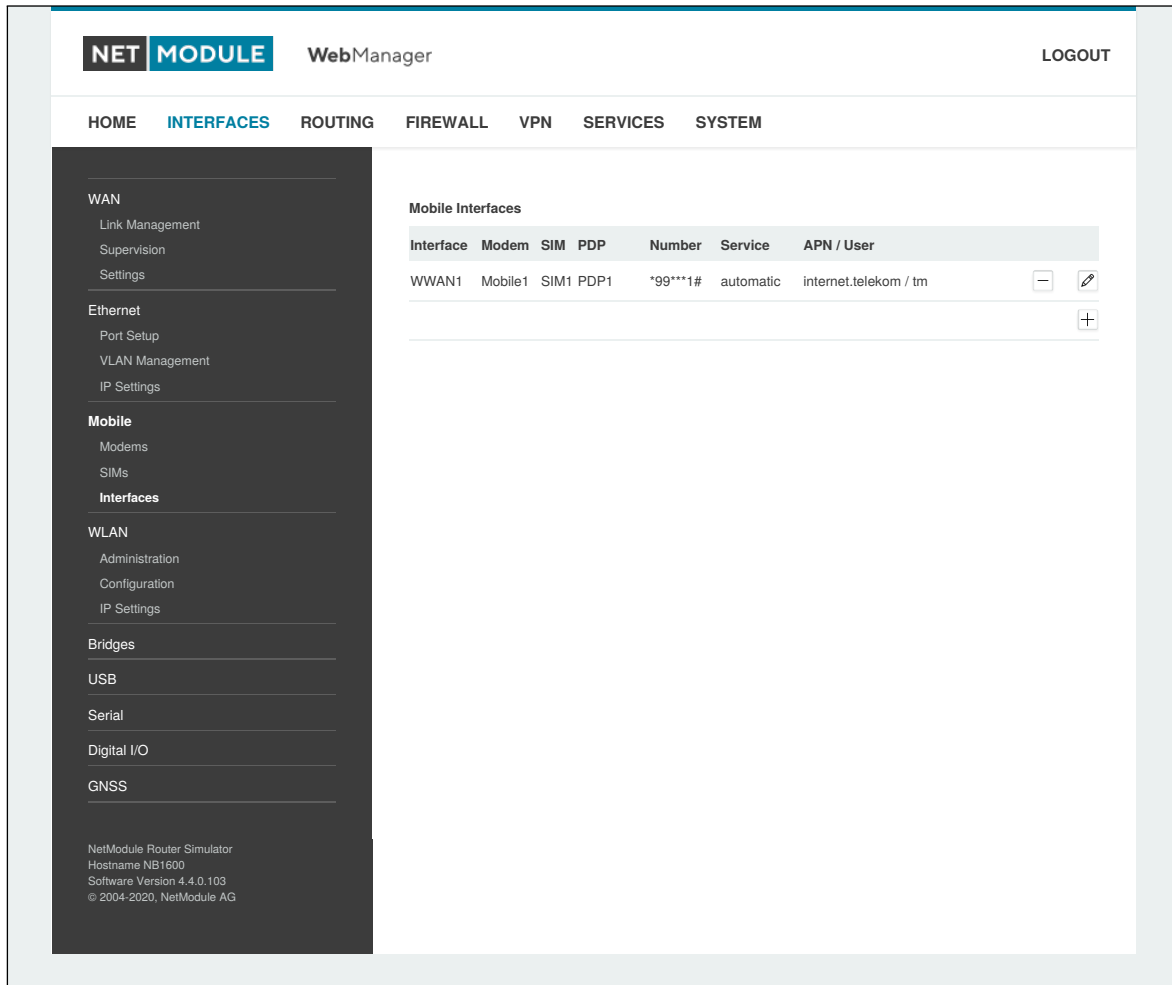 NET MODULE WebManager LOGOUT
HOME INTERFACES ROUTING FIREWALL VPN SERVICES SYSTEM
WAN
Link Management
Supervision
Settings
Ethernet
Port Setup
VLAN Management
IP Settings
Mobile
Modems
SIMs
Interfaces
WLAN
Administration
Configuration
IP Settings
Bridges
USB
Serial
Digital I/O
GNSS
NetModule Router Simulator
Hostname NB1600
Software Version 4.4.0.103
© 2004-2020, NetModule AG
Mobile Interfaces
Interface Modem SIM PDP Number Service APN / User
WWAN1 Mobile1 SIM1 PDP1 *99***1# automatic internet.telekom / tm